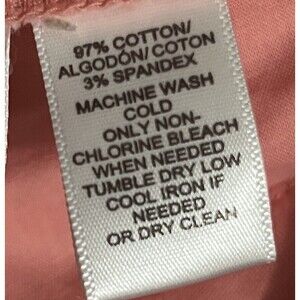 97% COTTON/
ALGODÓN/COTON
3% SPANDEX
MACHINE WASH
COLD
ONLY NON-
CHLORINE BLEACH
WHEN NEEDED
TUMBLE DRY LOW
COOL IRON IF
NEEDED
OR DRY CLEAN